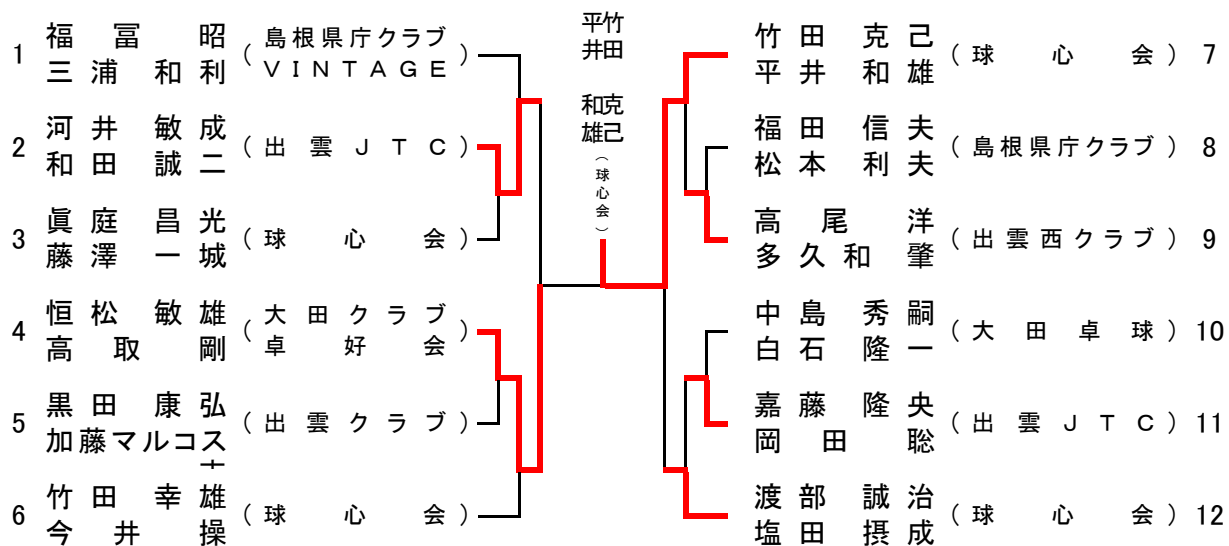 1 福冨昭 三浦和利 (島根県庁クラブ VINTAGE)
2 河井敏成 和田誠二 (出雲JTC)
3 眞庭昌光 藤澤一城 (球心会)
4 恒松敏雄 高取剛 (大田クラブ 卓好会)
5 黒田康弘 加藤マルコス (出雲クラブ)
6 竹田幸雄 今井操 (球心会)
竹田克己
平井和雄
(球心会)
竹田克己 平井和雄 (球心会) 7
福田信夫 松本利夫 (島根県庁クラブ) 8
高尾洋 多久和肇 (出雲西クラブ) 9
中島秀嗣 白石隆一 (大田卓球) 10
嘉藤隆央 岡田聡 (出雲JTC) 11
渡部誠治 塩田摂成 (球心会) 12